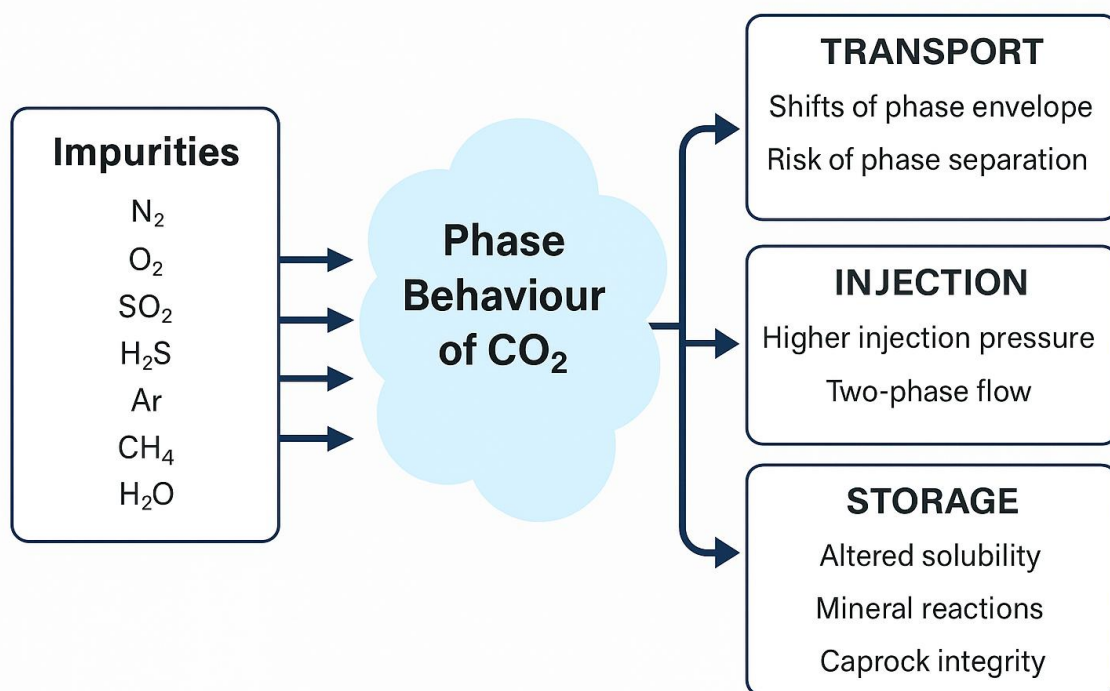 Impurities
N₂
O₂
SO₂
H₂S
Ar
CH₄
H₂O
Phase
Behaviour
of CO₂
TRANSPORT
Shifts of phase envelope
Risk of phase separation
INJECTION
Higher injection pressure
Two-phase flow
STORAGE
Altered solubility
Mineral reactions
Caprock integrity